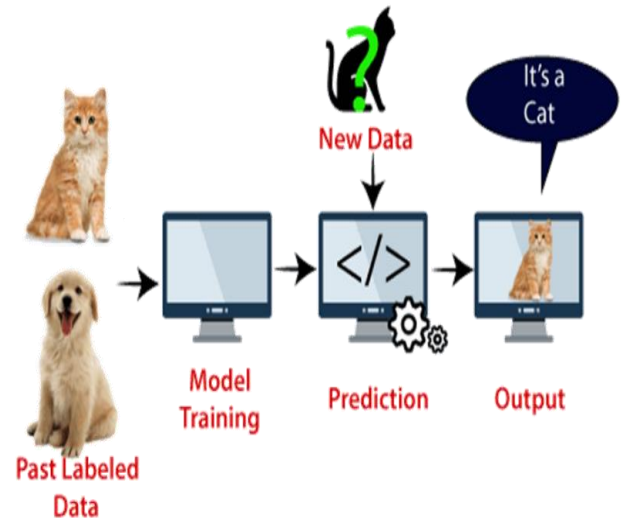 ?
New Data
It's a
Cat
</>
Model
Training
Prediction
Output
Past Labeled
Data